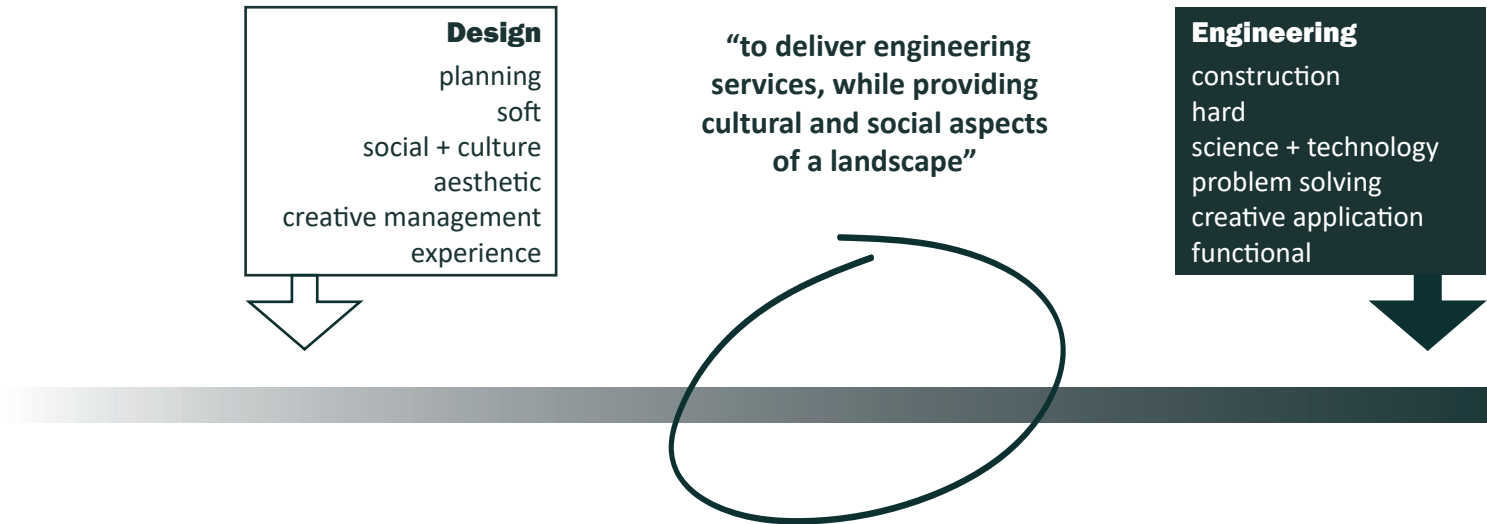 Design
planning
soft
social + culture
aesthetic
creative management
experience
“to deliver engineering
services, while providing
cultural and social aspects
of a landscape”
Engineering
construction
hard
science + technology
problem solving
creative application
functional